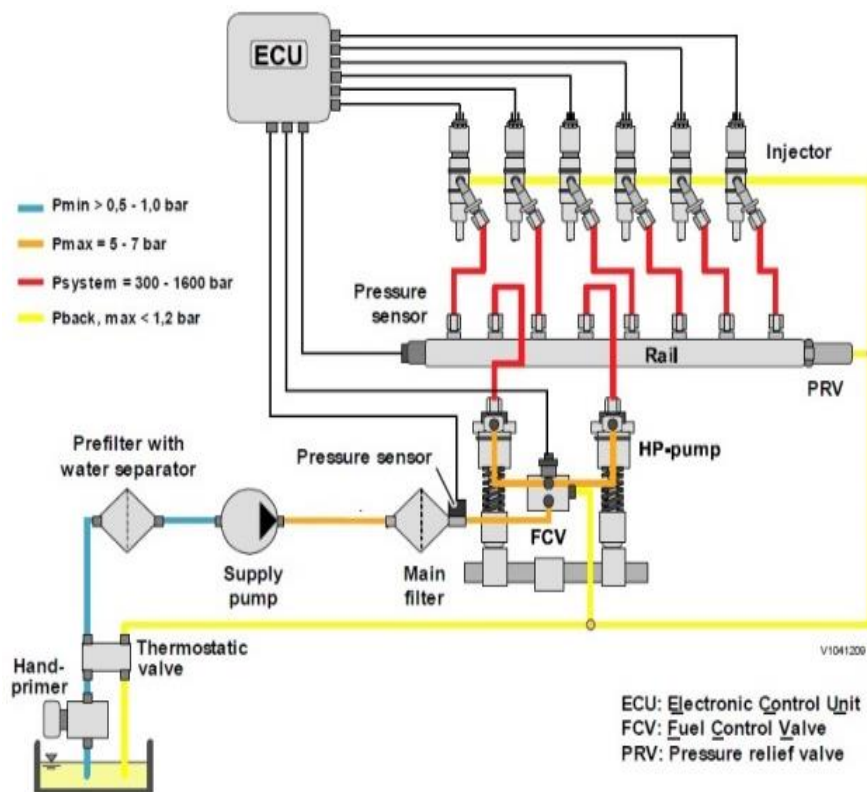 ECU
Injector
Pmin > 0,5 - 1,0 bar
Pmax = 5 - 7 bar
Psystem = 300 - 1600 bar
Pback, max < 1,2 bar
Pressure
sensor
Rail
PRV
Prefilter with
water separator
Pressure sensor
HP-pump
FCV
Supply
pump
Main
filter
Thermostatic
valve
V1041209
Hand-
primer
ECU: Electronic Control Unit
FCV: Fuel Control Valve
PRV: Pressure relief valve